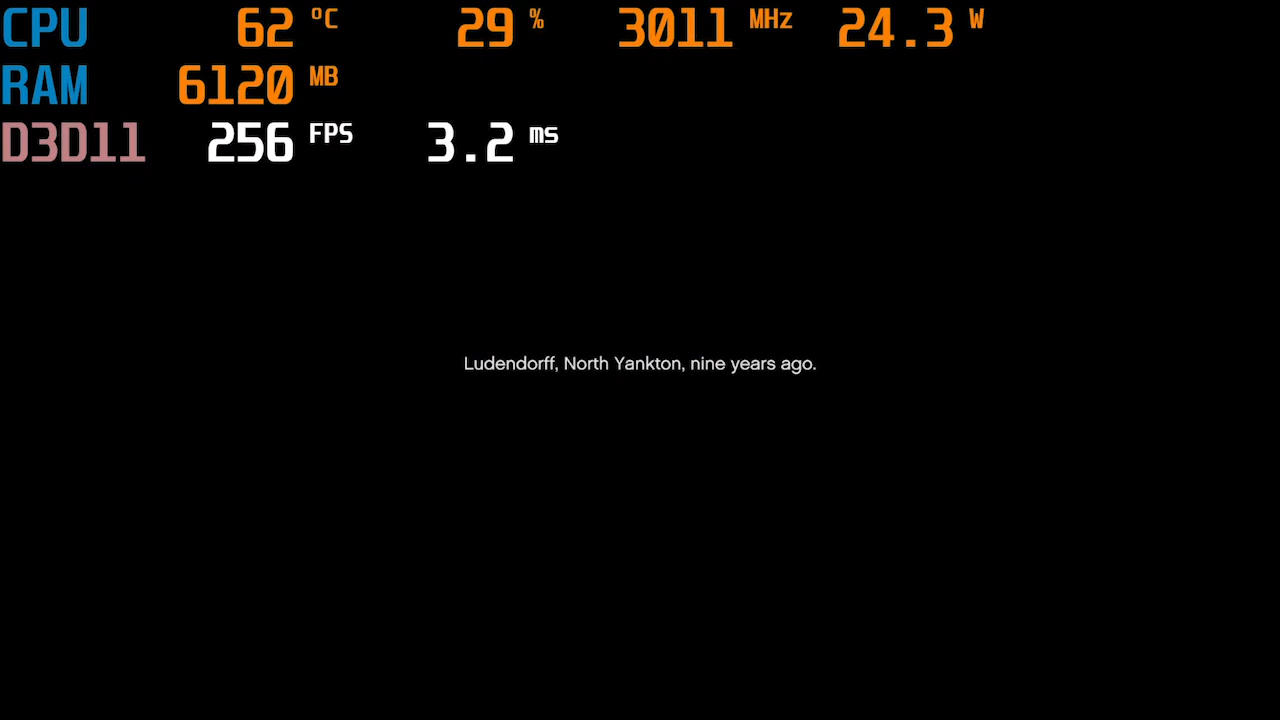 CPU 62 °C 29 % 3011 MHz 24.3 W
RAM 6120 MB
D3D11 256 FPS 3.2 ms
Ludendorff, North Yankton, nine years ago.